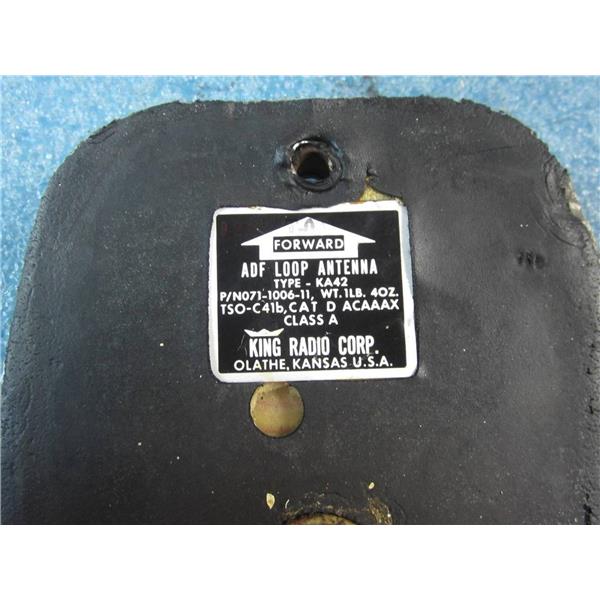 FORWARD
ADF LOOP ANTENNA
TYPE - KA42
P/N071-1006-11, WT. 1LB. 4OZ.
TSO-C41b, CAT D ACAAAX
CLASS A
KING RADIO CORP.
OLATHE, KANSAS U.S.A.